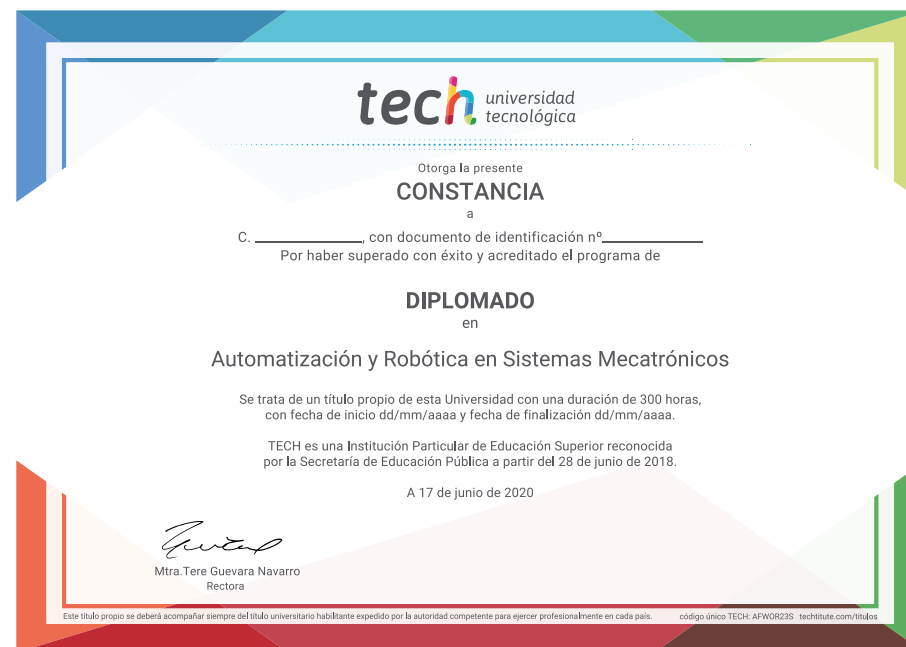 tech universidad
tecnológica
Otorga la presente
CONSTANCIA
a
C. ______________, con documento de identificación nº_____________
Por haber superado con éxito y acreditado el programa de
DIPLOMADO
en
Automatización y Robótica en Sistemas Mecatrónicos
Se trata de un título propio de esta Universidad con una duración de 300 horas,
con fecha de inicio dd/mm/aaaa y fecha de finalización dd/mm/aaaa.
TECH es una Institución Particular de Educación Superior reconocida
por la Secretaría de Educación Pública a partir del 28 de junio de 2018.
A 17 de junio de 2020
Mtra.Tere Guevara Navarro
Rectora
Este título propio se deberá acompañar siempre del título universitario habilitante expedido por la autoridad competente para ejercer profesionalmente en cada país. código único TECH: AFWOR23S techtitute.com/titulos